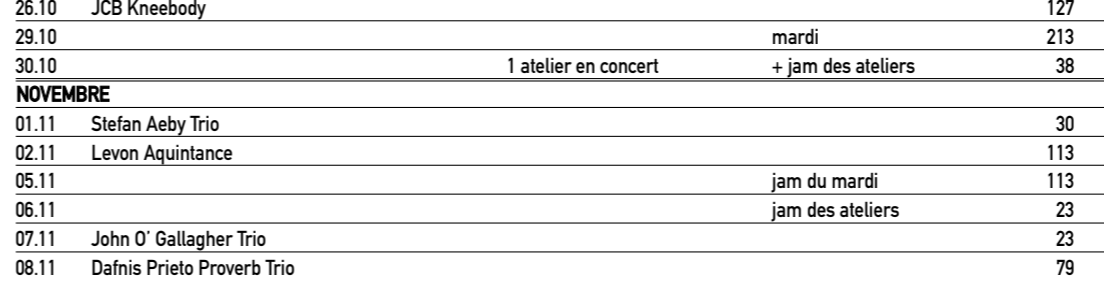 26.10 JCB Kneebody 127
29.10 mardi 213
30.10 1 atelier en concert + jam des ateliers 38
NOVEMBRE
01.11 Stefan Aeby Trio 30
02.11 Levon Aquintance 113
05.11 jam du mardi 113
06.11 jam des ateliers 23
07.11 John O' Gallagher Trio 23
08.11 Dafnis Prieto Proverb Trio 79